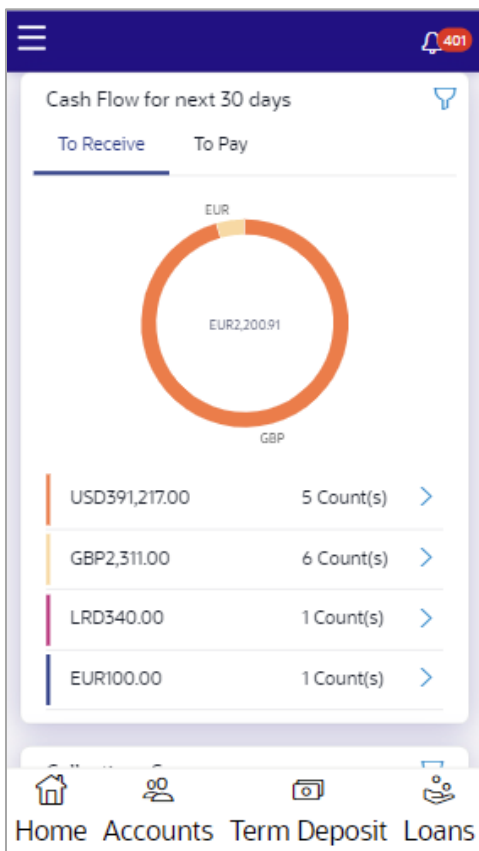 401
Cash Flow for next 30 days
To Receive To Pay
EUR
EUR2,200.91
GBP
USD391,217.00 5 Count(s)
GBP2,311.00 6 Count(s)
LRD340.00 1 Count(s)
EUR100.00 1 Count(s)
Home Accounts Term Deposit Loans